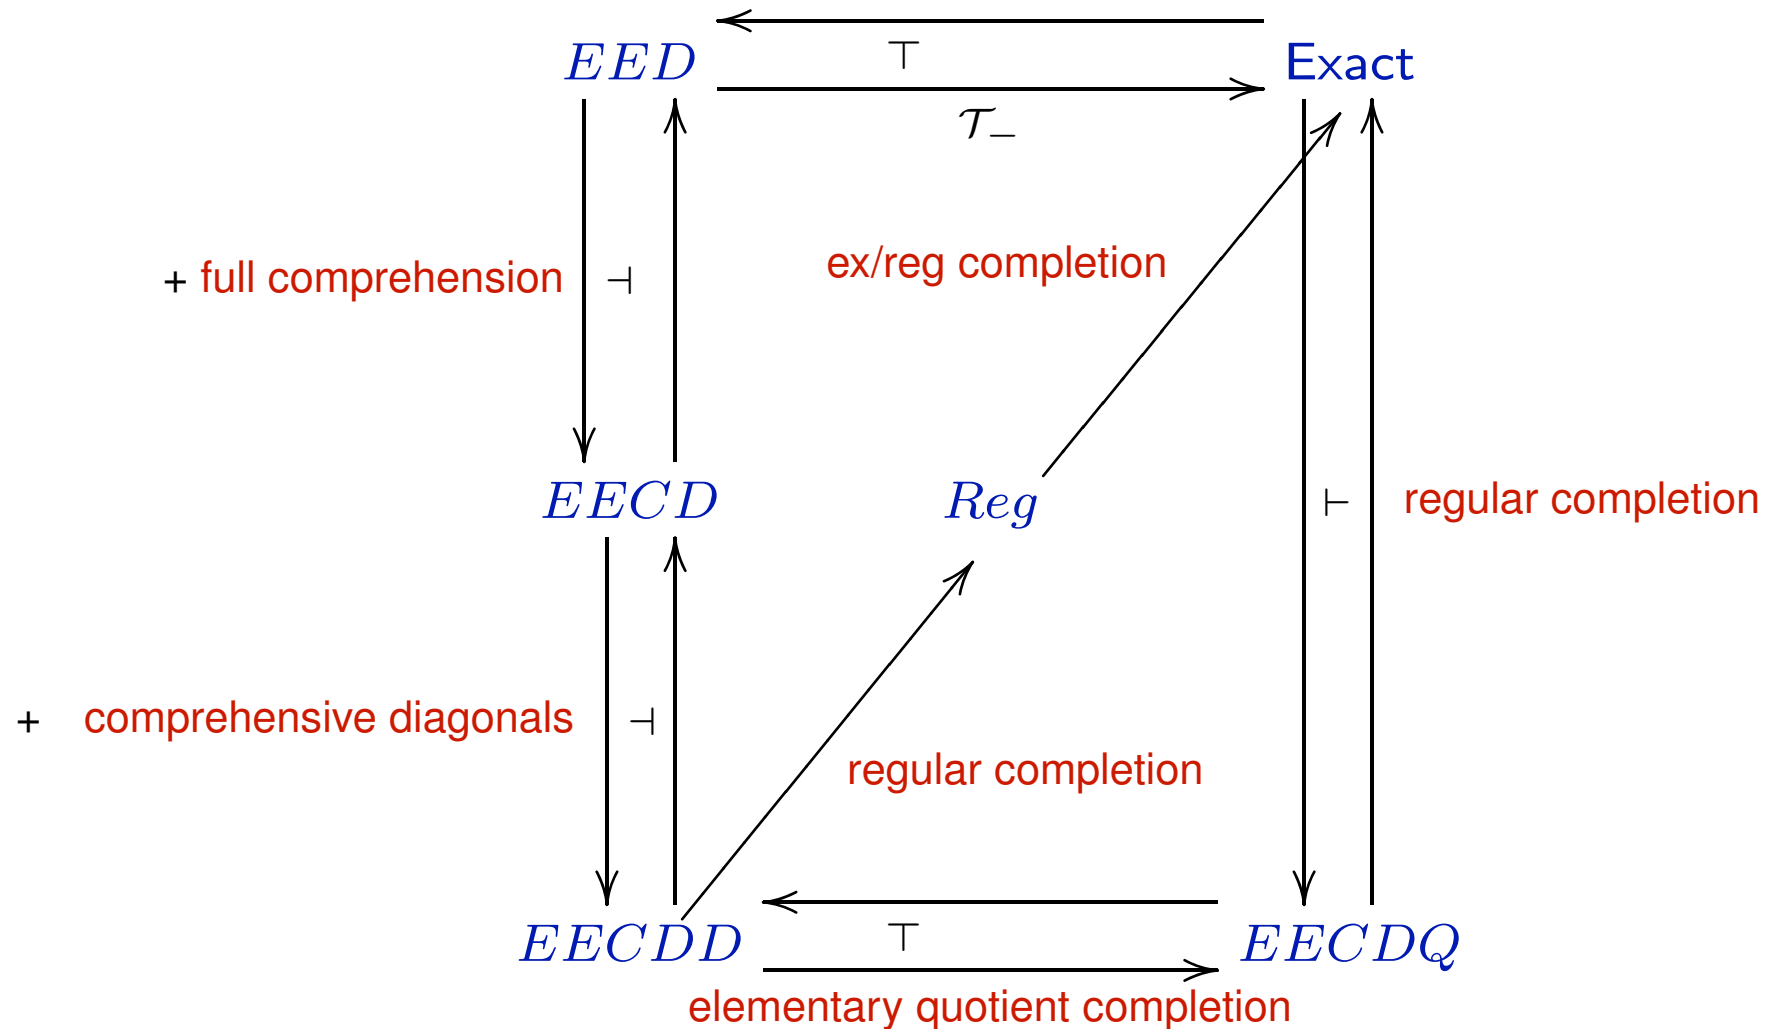 EED ⊤ Exact
𝒯₋
+ full comprehension ⊣ ex/reg completion
EECD Reg ⊢ regular completion
+ comprehensive diagonals ⊣
regular completion
EECDD ⊤ EECDQ
elementary quotient completion